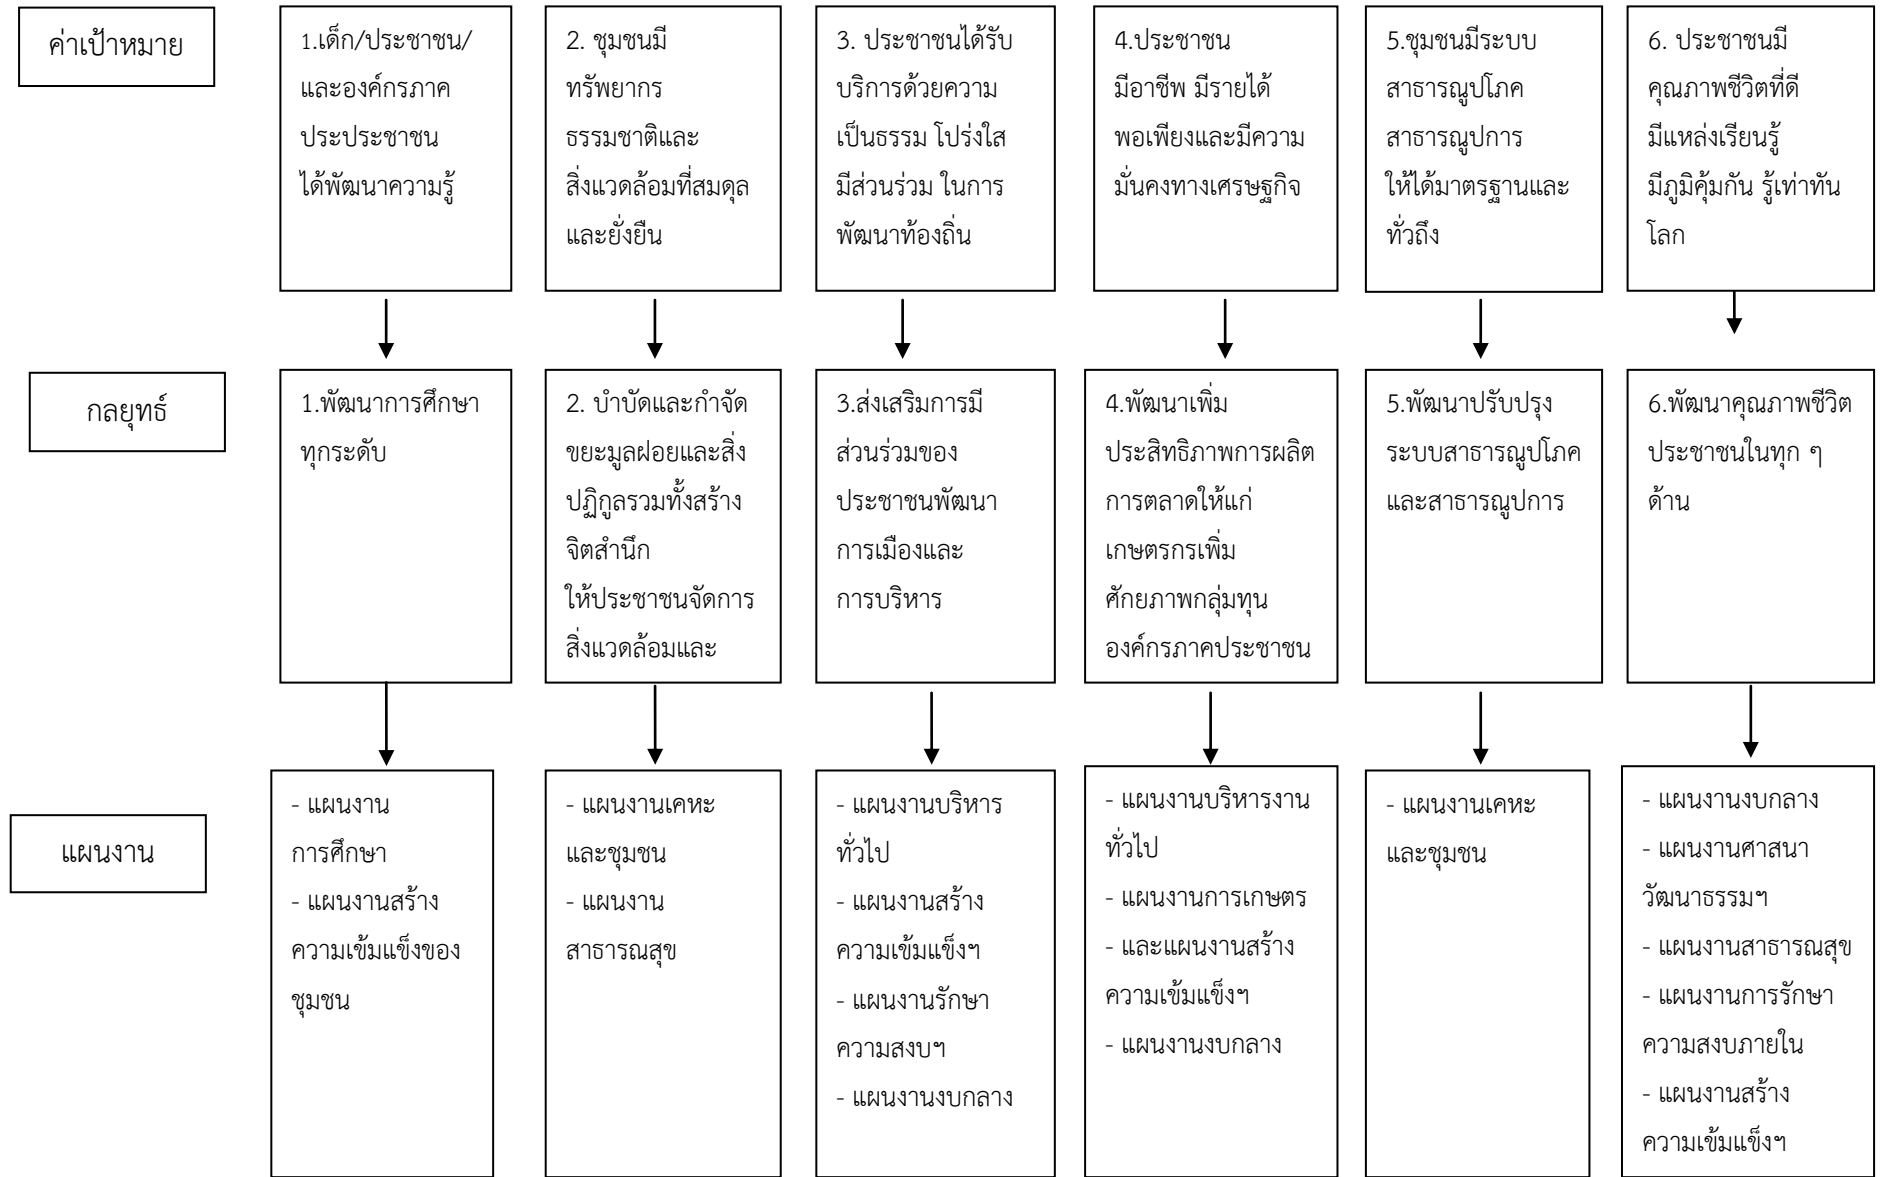 ค่าเป้าหมาย
1.เด็ก/ประชาชน/
และองค์กรภาค
ประประชาชน
ได้พัฒนาความรู้
2. ชุมชนมี
ทรัพยากร
ธรรมชาติและ
สิ่งแวดล้อมที่สมดุล
และยั่งยืน
3. ประชาชนได้รับ
บริการด้วยความ
เป็นธรรม โปร่งใส
มีส่วนร่วม ในการ
พัฒนาท้องถิ่น
4.ประชาชน
มีอาชีพ มีรายได้
พอเพียงและมีความ
มั่นคงทางเศรษฐกิจ
5.ชุมชนมีระบบ
สาธารณูปโภค
สาธารณูปการ
ให้ได้มาตรฐานและ
ทั่วถึง
6. ประชาชนมี
คุณภาพชีวิตที่ดี
มีแหล่งเรียนรู้
มีภูมิคุ้มกัน รู้เท่าทัน
โลก
กลยุทธ์
1.พัฒนาการศึกษา
ทุกระดับ
2. บำบัดและกำจัด
ขยะมูลฝอยและสิ่ง
ปฏิกูลรวมทั้งสร้าง
จิตสำนึก
ให้ประชาชนจัดการ
สิ่งแวดล้อมและ
3.ส่งเสริมการมี
ส่วนร่วมของ
ประชาชนพัฒนา
การเมืองและ
การบริหาร
4.พัฒนาเพิ่ม
ประสิทธิภาพการผลิต
การตลาดให้แก่
เกษตรกรเพิ่ม
ศักยภาพกลุ่มทุน
องค์กรภาคประชาชน
5.พัฒนาปรับปรุง
ระบบสาธารณูปโภค
และสาธารณูปการ
6.พัฒนาคุณภาพชีวิต
ประชาชนในทุก ๆ
ด้าน
แผนงาน
- แผนงาน
การศึกษา
- แผนงานสร้าง
ความเข้มแข็งของ
ชุมชน
- แผนงานเคหะ
และชุมชน
- แผนงาน
สาธารณสุข
- แผนงานบริหาร
ทั่วไป
- แผนงานสร้าง
ความเข้มแข็งฯ
- แผนงานรักษา
ความสงบฯ
- แผนงานงบกลาง
- แผนงานบริหารงาน
ทั่วไป
- แผนงานการเกษตร
- และแผนงานสร้าง
ความเข้มแข็งฯ
- แผนงานงบกลาง
- แผนงานเคหะ
และชุมชน
- แผนงานงบกลาง
- แผนงานศาสนา
วัฒนาธรรมฯ
- แผนงานสาธารณสุข
- แผนงานการรักษา
ความสงบภายใน
- แผนงานสร้าง
ความเข้มแข็งฯ